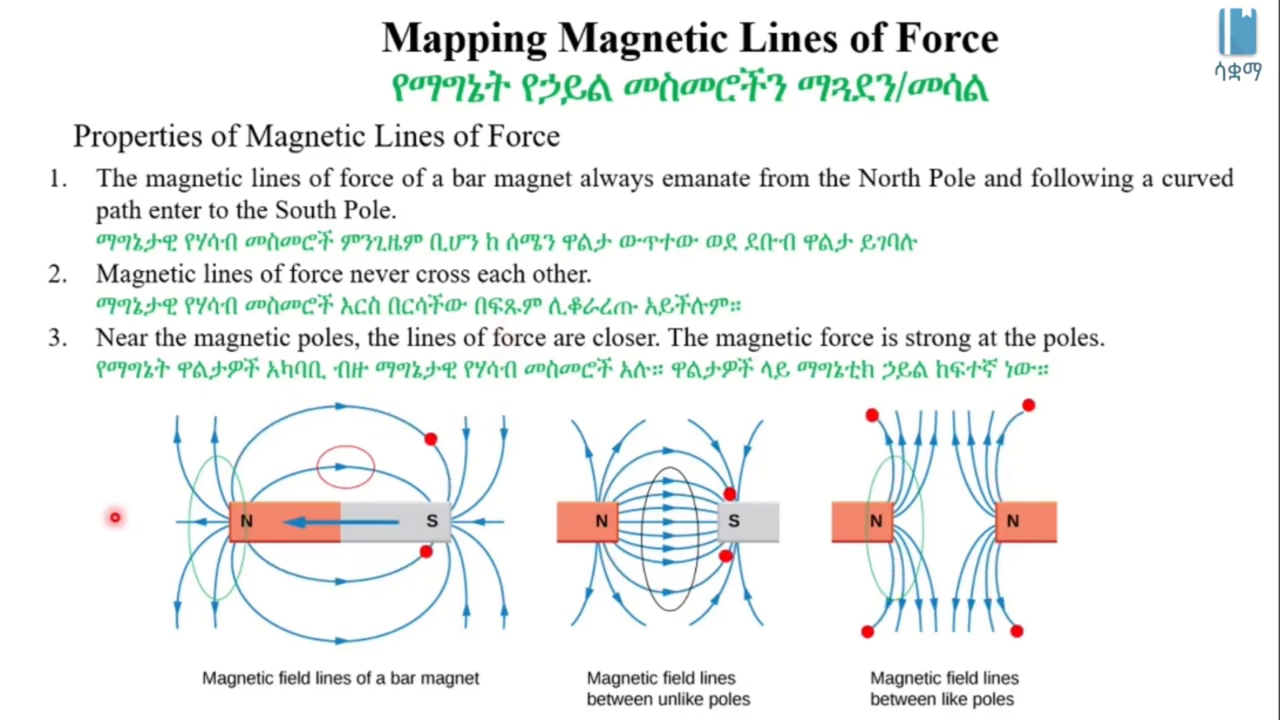 Mapping Magnetic Lines of Force
ሳቋማ
የማግኔት የኃይል መስመሮችን ማጓደን/መሳል
Properties of Magnetic Lines of Force
1. The magnetic lines of force of a bar magnet always emanate from the North Pole and following a curved
path enter to the South Pole.
ማግኔታዊ የሃሳብ መስመሮች ምንጊዜም ቢሆን ከ ሰሜን ዋልታ ውጥተው ወደ ደቡብ ዋልታ ይገባሉ
2. Magnetic lines of force never cross each other.
ማግኔታዊ የሃሳብ መስመሮች እርስ በርሳችው በፍጹም ሊቆራረጡ አይችሉም።
3. Near the magnetic poles, the lines of force are closer. The magnetic force is strong at the poles.
የማግኔት ዋልታዎች አካባቢ ብዙ ማግኔታዊ የሃሳብ መስመሮች አሉ። ዋልታዎች ላይ ማግኔቲክ ኃይል ከፍተኛ ነው።
N S N S N N
Magnetic field lines of a bar magnet
Magnetic field lines
between unlike poles
Magnetic field lines
between like poles